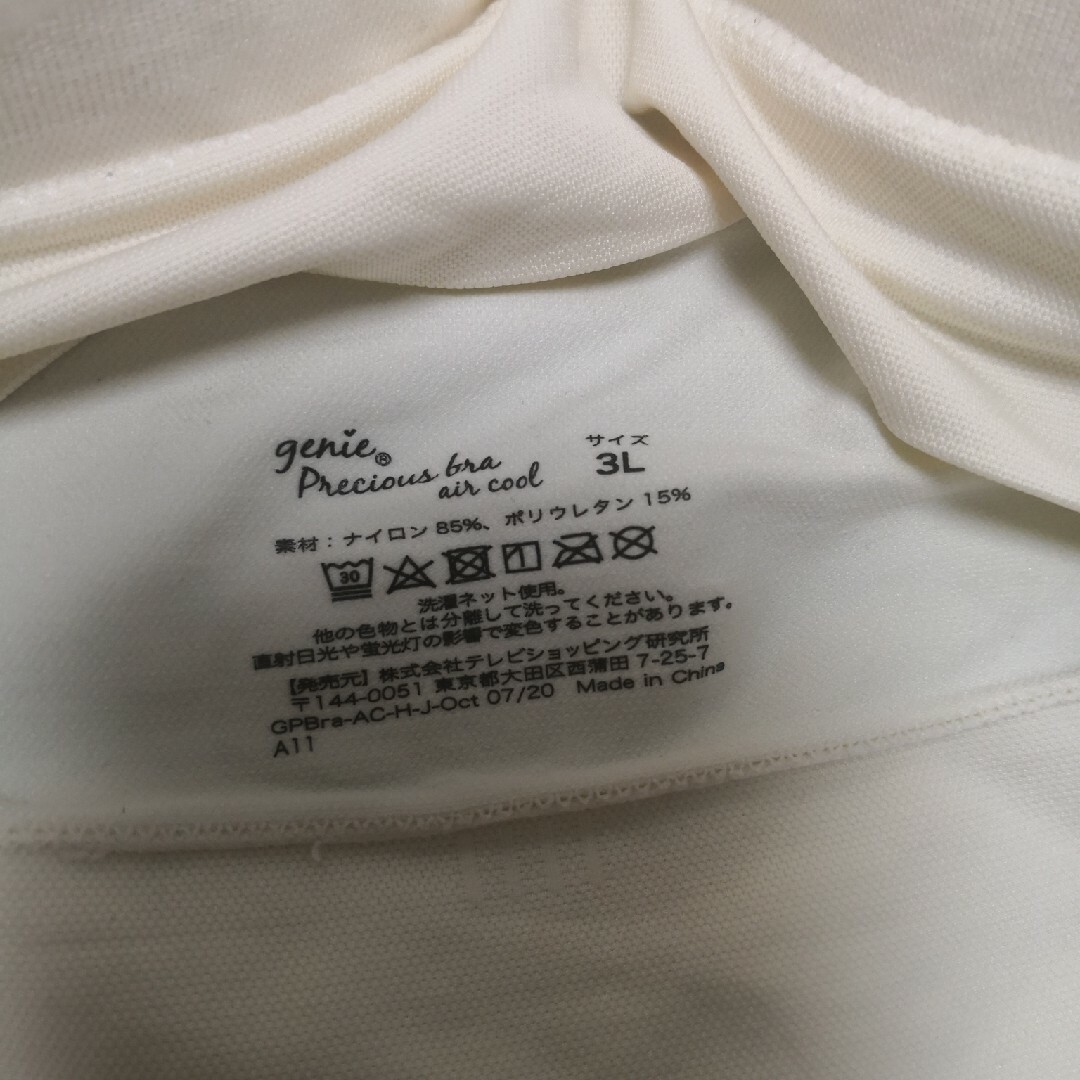 genie®
Precious bra
air cool
サイズ
3L
素材：ナイロン 85%、ポリウレタン 15%
30
洗濯ネット使用。
他の色物とは分離して洗ってください。
直射日光や蛍光灯の影響で変色することがあります。
【発売元】株式会社テレビショッピング研究所
〒144-0051 東京都大田区西蒲田 7-25-7
GPBra-AC-H-J-Oct 07/20 Made in China
A11